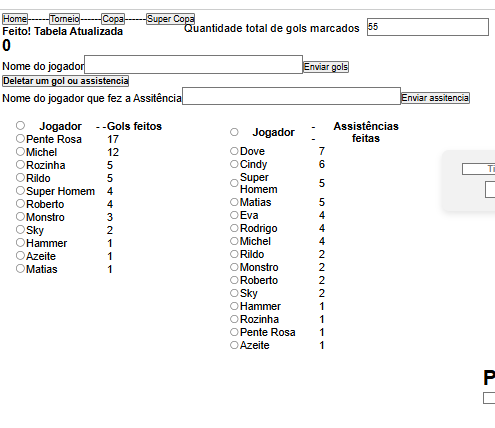 Home------Torneio------Copa------Super Copa
Feito! Tabela Atualizada
Quantidade total de gols marcados 55
0
Nome do jogador Enviar gols
Deletar um gol ou assistencia
Nome do jogador que fez a Assitência Enviar assitencia
Jogador - - Gols feitos
Pente Rosa 17
Michel 12
Rozinha 5
Rildo 5
Super Homem 4
Roberto 4
Monstro 3
Sky 2
Hammer 1
Azeite 1
Matias 1
Jogador - - Assistências feitas
Dove 7
Cindy 6
Super Homem 5
Matias 5
Eva 4
Rodrigo 4
Michel 4
Rildo 2
Monstro 2
Roberto 2
Sky 2
Hammer 1
Rozinha 1
Pente Rosa 1
Azeite 1
P